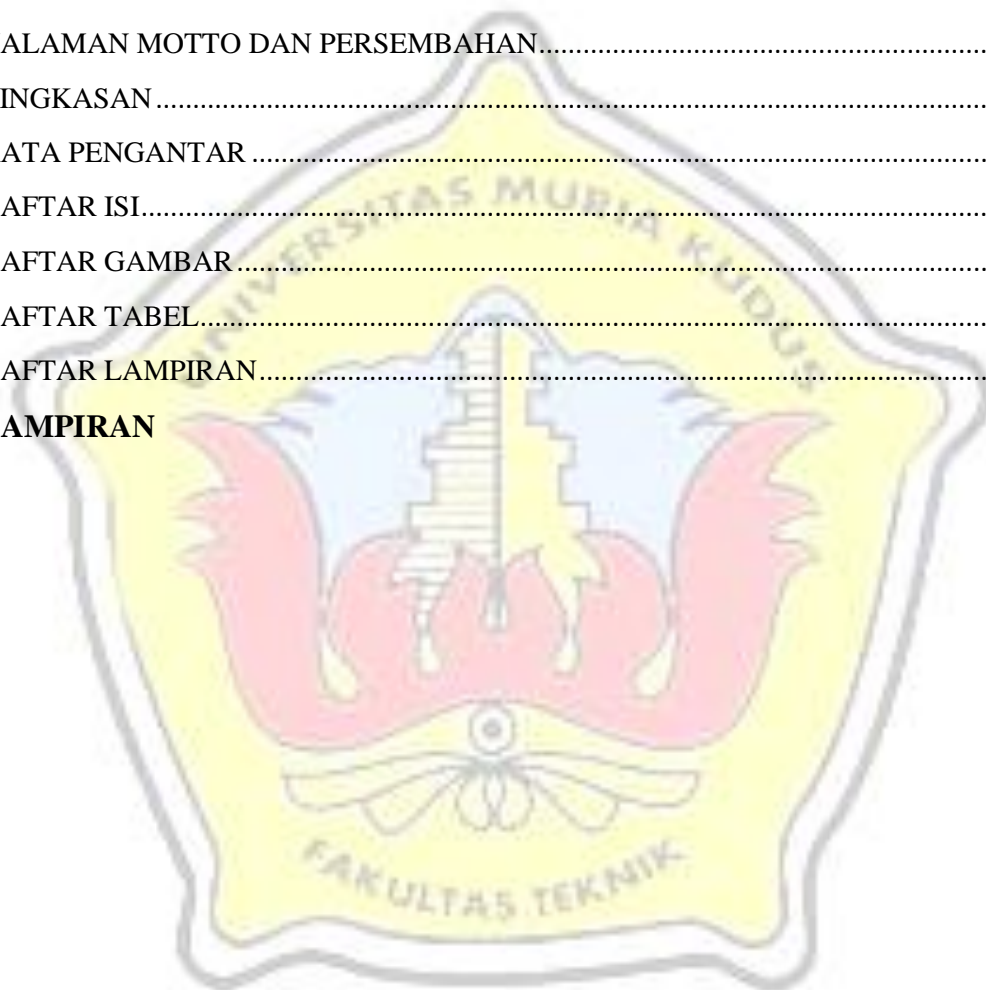 ALAMAN MOTTO DAN PERSEMBAHAN..............................................................
INGKASAN..................................................................................................................
ATA PENGANTAR.....................................................................................................
AFTAR ISI....................................................................................................................
AFTAR GAMBAR.......................................................................................................
AFTAR TABEL............................................................................................................
AFTAR LAMPIRAN....................................................................................................
AMPIRAN
UNIVERSITAS MURIA KUDUS
FAKULTAS TEKNIK